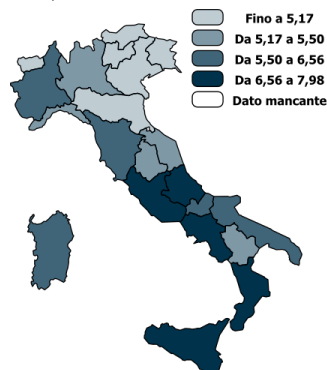 Fino a 5,17
Da 5,17 a 5,50
Da 5,50 a 6,56
Da 6,56 a 7,98
Dato mancante